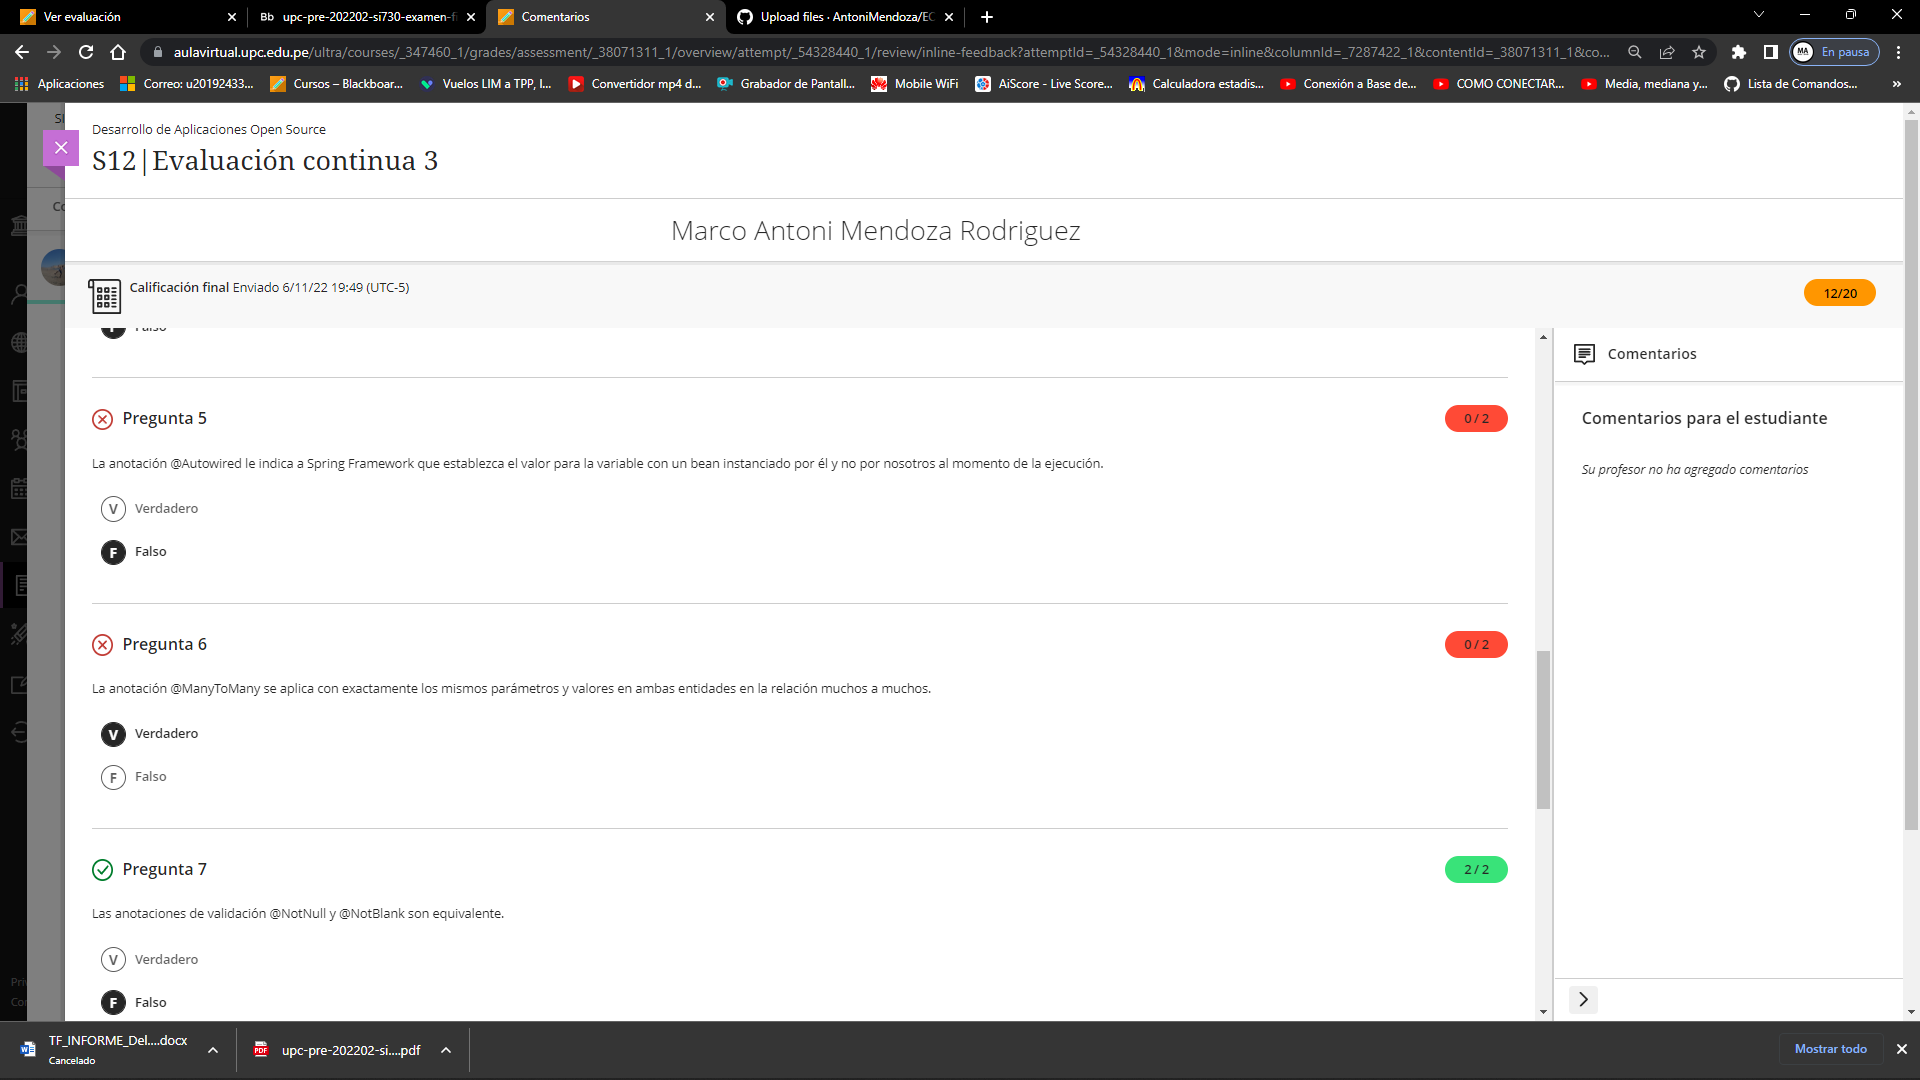 Ver evaluación
Bb upc-pre-202202-si730-examen-fi
Comentarios
Upload files · AntoniMendoza/EC
aulavirtual.upc.edu.pe/ultra/courses/_347460_1/grades/assessment/_38071311_1/overview/attempt/_54328440_1/review/inline-feedback?attemptId=_54328440_1&mode=inline&columnId=_7287422_1&contentId=_38071311_1&co...
MA En pausa
Aplicaciones
Correo: u20192433...
Cursos – Blackboar...
Vuelos LIM a TPP, l...
Convertidor mp4 d...
Grabador de Pantall...
Mobile WiFi
AiScore - Live Score...
Calculadora estadis...
Conexión a Base de...
COMO CONECTAR...
Media, mediana y...
Lista de Comandos...
»
Desarrollo de Aplicaciones Open Source
S12|Evaluación continua 3
Marco Antoni Mendoza Rodriguez
Calificación final Enviado 6/11/22 19:49 (UTC-5)
12/20
F Falso
Comentarios
Pregunta 5
0 / 2
Comentarios para el estudiante
La anotación @Autowired le indica a Spring Framework que establezca el valor para la variable con un bean instanciado por él y no por nosotros al momento de la ejecución.
Su profesor no ha agregado comentarios
V Verdadero
F Falso
Pregunta 6
0 / 2
La anotación @ManyToMany se aplica con exactamente los mismos parámetros y valores en ambas entidades en la relación muchos a muchos.
V Verdadero
F Falso
Pregunta 7
2 / 2
Las anotaciones de validación @NotNull y @NotBlank son equivalente.
V Verdadero
F Falso
TF_INFORME_Del....docx
Cancelado
PDF upc-pre-202202-si....pdf
Mostrar todo